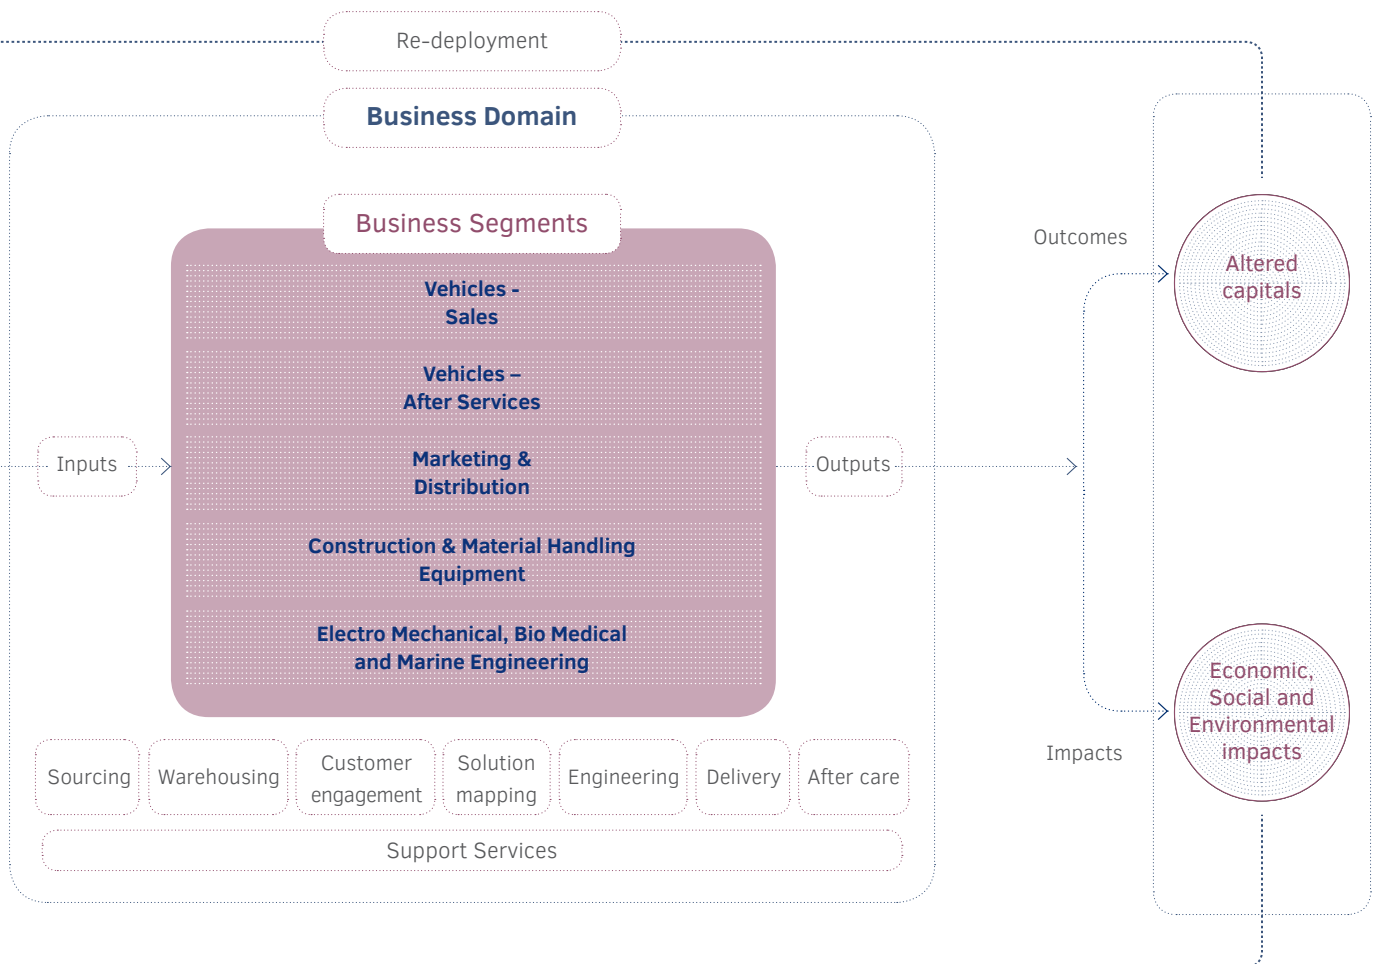 Re-deployment
Business Domain
Business Segments
Vehicles -
Sales
Vehicles –
After Services
Marketing &
Distribution
Construction & Material Handling
Equipment
Electro Mechanical, Bio Medical
and Marine Engineering
Inputs
Outputs
Sourcing
Warehousing
Customer
engagement
Solution
mapping
Engineering
Delivery
After care
Support Services
Outcomes
Altered
capitals
Impacts
Economic,
Social and
Environmental
impacts